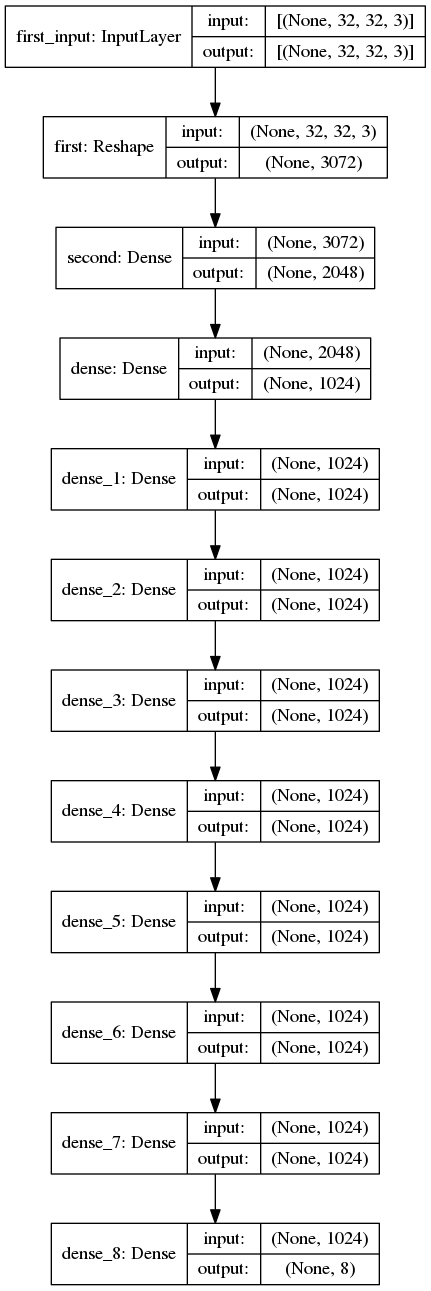 first_input: InputLayer
input:
[(None, 32, 32, 3)]
output:
[(None, 32, 32, 3)]
first: Reshape
input:
(None, 32, 32, 3)
output:
(None, 3072)
second: Dense
input:
(None, 3072)
output:
(None, 2048)
dense: Dense
input:
(None, 2048)
output:
(None, 1024)
dense_1: Dense
input:
(None, 1024)
output:
(None, 1024)
dense_2: Dense
input:
(None, 1024)
output:
(None, 1024)
dense_3: Dense
input:
(None, 1024)
output:
(None, 1024)
dense_4: Dense
input:
(None, 1024)
output:
(None, 1024)
dense_5: Dense
input:
(None, 1024)
output:
(None, 1024)
dense_6: Dense
input:
(None, 1024)
output:
(None, 1024)
dense_7: Dense
input:
(None, 1024)
output:
(None, 1024)
dense_8: Dense
input:
(None, 1024)
output:
(None, 8)